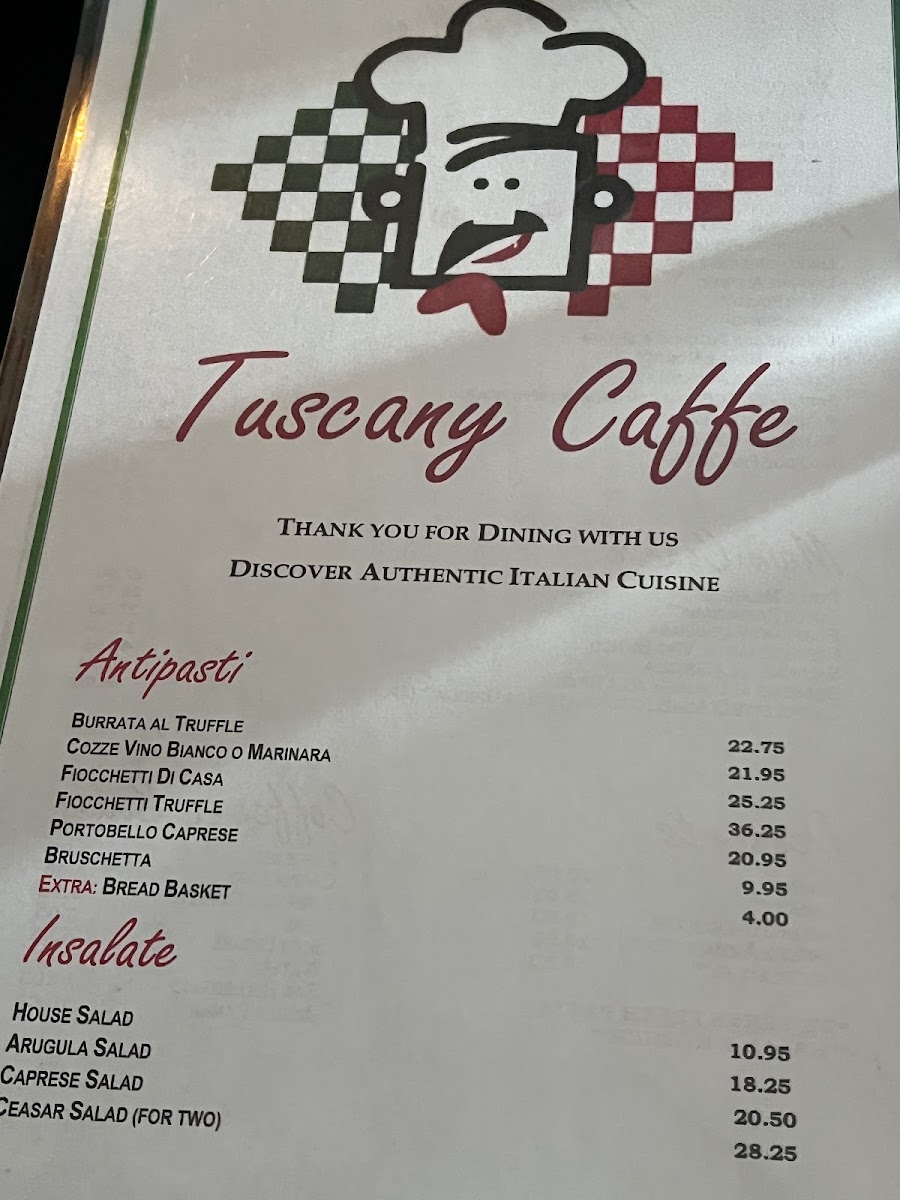 Tuscany Caffe
THANK YOU FOR DINING WITH US
DISCOVER AUTHENTIC ITALIAN CUISINE
Antipasti
BURRATA AL TRUFFLE 22.75
COZZE VINO BIANCO O MARINARA 21.95
FIOCCHETTI DI CASA 25.25
FIOCCHETTI TRUFFLE 36.25
PORTOBELLO CAPRESE 20.95
BRUSCHETTA 9.95
EXTRA: BREAD BASKET 4.00
Insalate
HOUSE SALAD 10.95
ARUGULA SALAD 18.25
CAPRESE SALAD 20.50
CEASAR SALAD (FOR TWO) 28.25